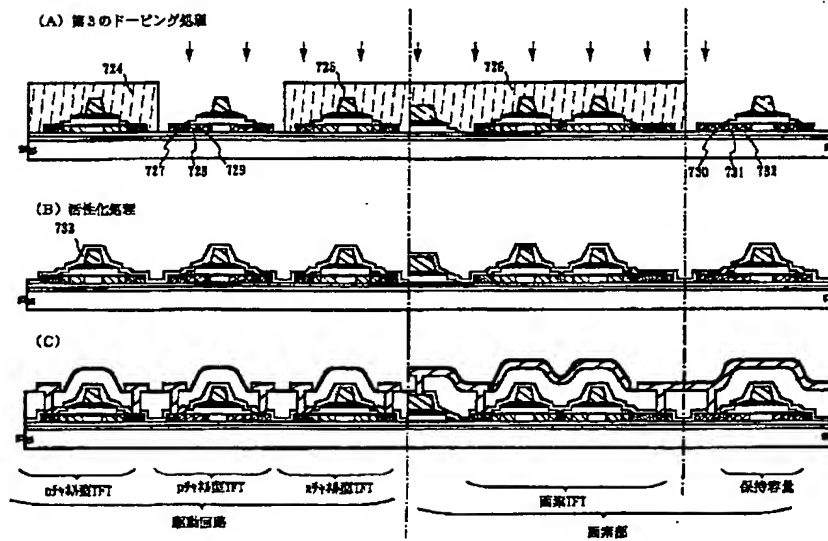 (A) 第3のドーピング処理
724
725
726
727 728 729
730 731 732
(B) 活性化処理
733
(C)
nチャネル型TFT
pチャネル型TFT
nチャネル型TFT
画素TFT
保持容量
駆動回路
画素部